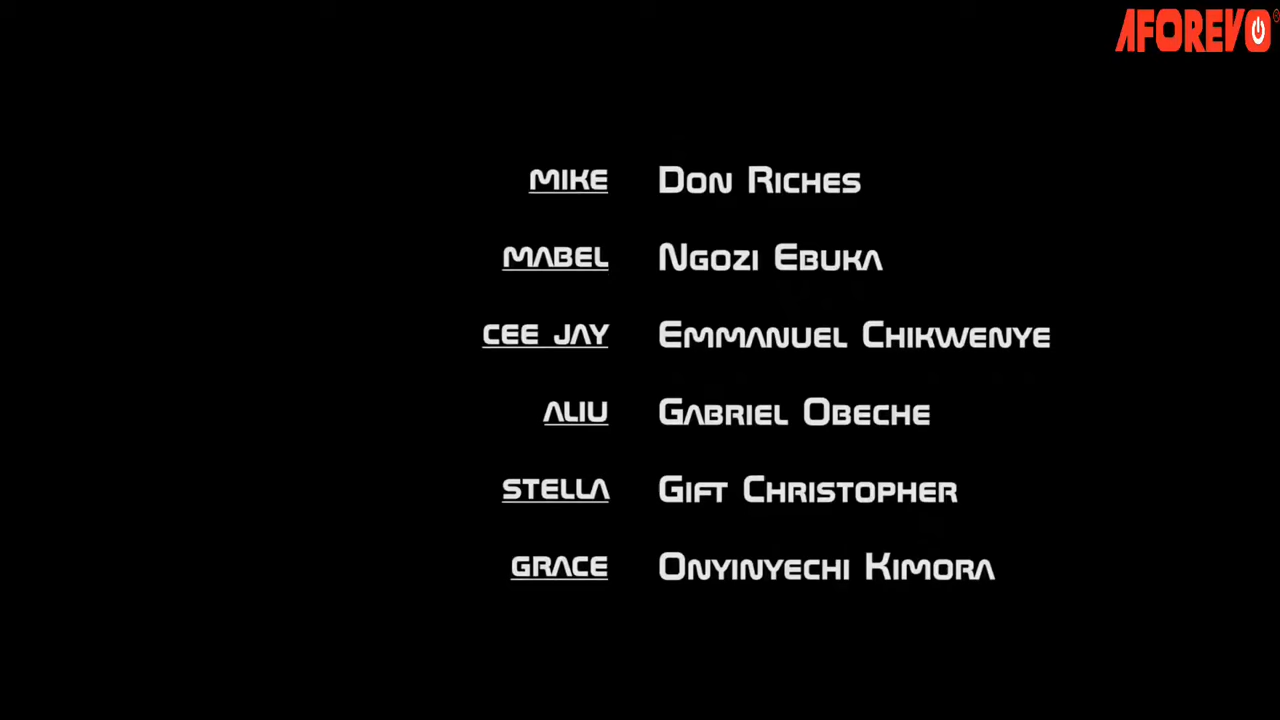 AFOREVO
MIKE Don Riches
MABEL Ngozi Ebuka
CEE JAY Emmanuel Chikwenye
ALIU Gabriel Obeche
STELLA Gift Christopher
GRACE Onyinyechi Kimora